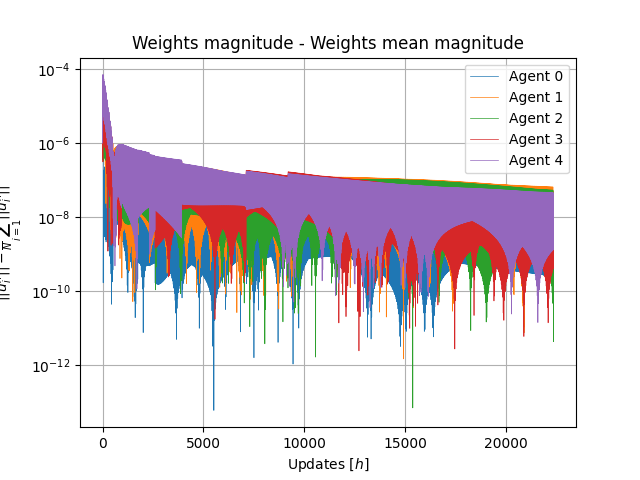 Weights magnitude - Weights mean magnitude
10⁻⁴
10⁻⁶
10⁻⁸
10⁻¹⁰
10⁻¹²
0
5000
10000
15000
20000
Updates [h]
Agent 0
Agent 1
Agent 2
Agent 3
Agent 4